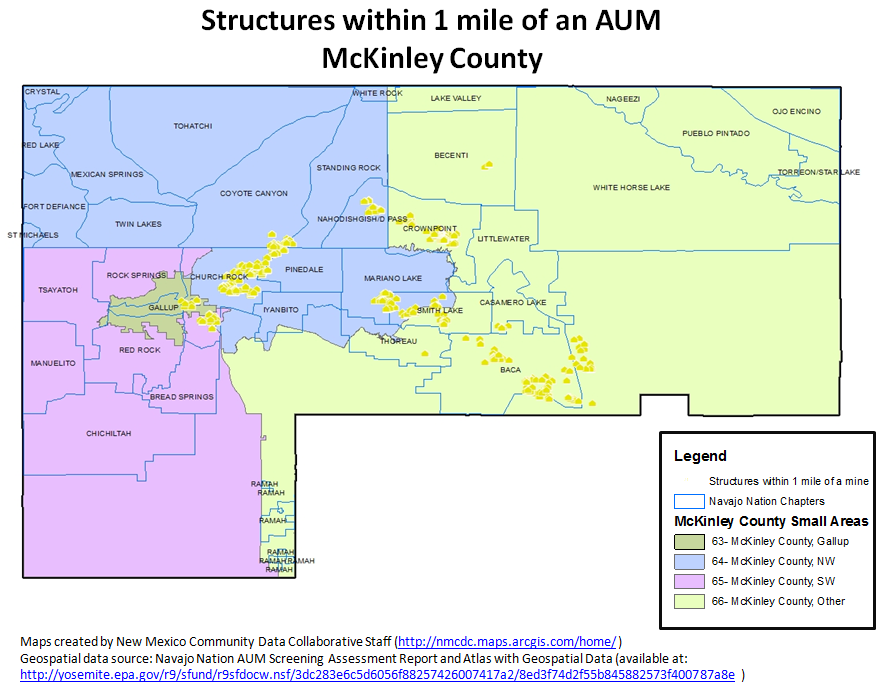 Structures within 1 mile of an AUM
McKinley County
CRYSTAL
WHITE ROCK
LAKE VALLEY
NAGEEZI
OJO ENCINO
TOHATCHI
PUEBLO PINTADO
RED LAKE
BECENTI
STANDING ROCK
TORREON/STAR LAKE
MEXICAN SPRINGS
WHITE HORSE LAKE
COYOTE CANYON
FORT DEFIANCE
TWIN LAKES
NAHODISHGISH/D PASS
CROWNPOINT
ST MICHAELS
LITTLEWATER
ROCK SPRINGS
CHURCH ROCK
PINEDALE
MARIANO LAKE
TSAYATOH
CASAMERO LAKE
GALLUP
IYANBITO
SMITH LAKE
THOREAU
RED ROCK
MANUELITO
BACA
BREAD SPRINGS
CHICHILTAH
RAMAH
RAMAH
RAMAH
RAMAH
RAMAH RAMAH
RAMAH
Legend
Structures within 1 mile of a mine
Navajo Nation Chapters
McKinley County Small Areas
63- McKinley County, Gallup
64- McKinley County, NW
65- McKinley County, SW
66- McKinley County, Other
Maps created by New Mexico Community Data Collaborative Staff (http://nmcdc.maps.arcgis.com/home/)
Geospatial data source: Navajo Nation AUM Screening Assessment Report and Atlas with Geospatial Data (available at:
http://yosemite.epa.gov/r9/sfund/r9sfdocw.nsf/3dc283e6c5d6056f88257426007417a2/8ed3f74d2f55b845882573f400787a8e )